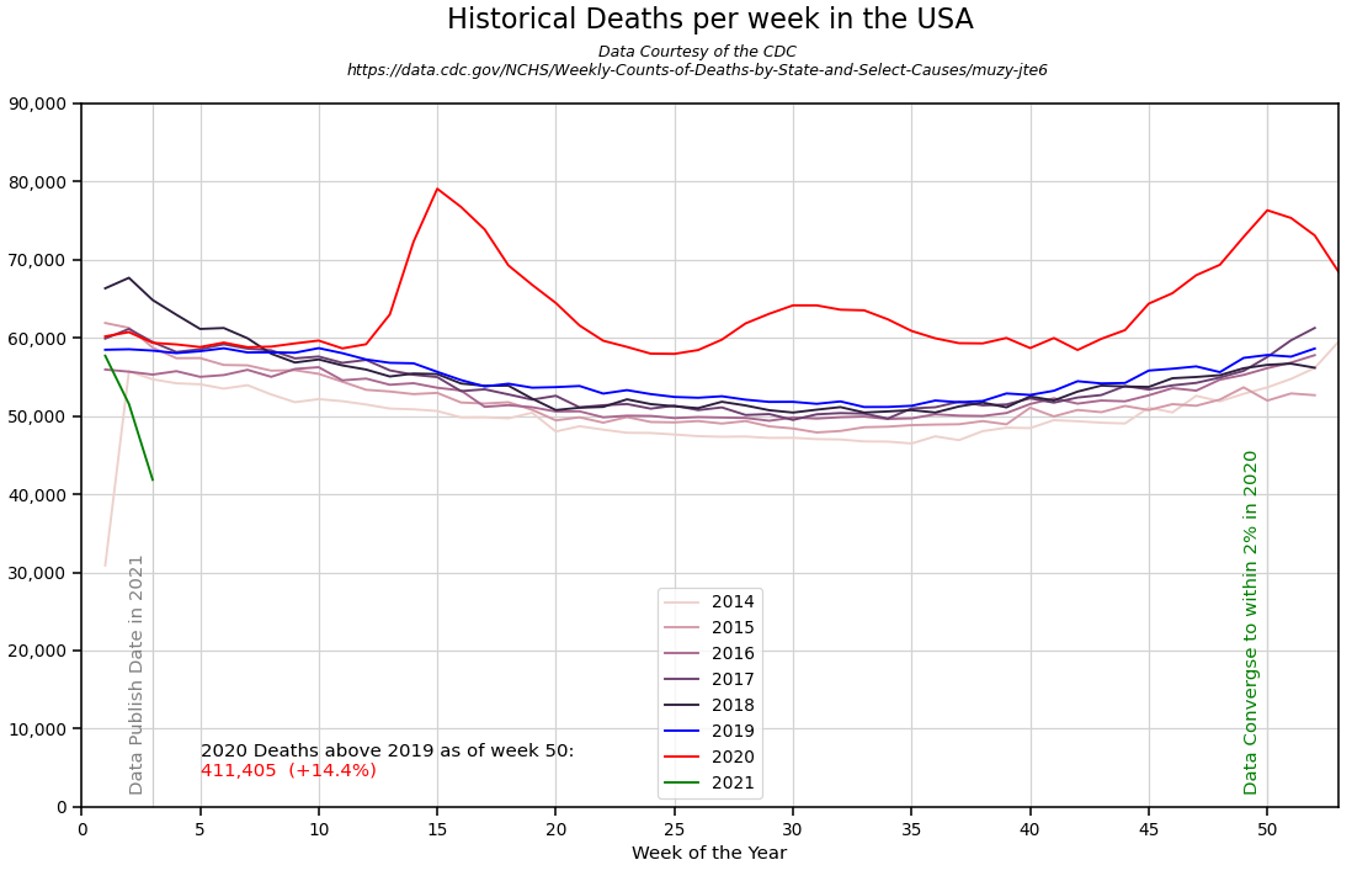 Historical Deaths per week in the USA
Data Courtesy of the CDC
https://data.cdc.gov/NCHS/Weekly-Counts-of-Deaths-by-State-and-Select-Causes/muzy-jte6
90,000
80,000
70,000
60,000
50,000
40,000
30,000
20,000
10,000
0
Data Publish Date in 2021
2020 Deaths above 2019 as of week 50:
411,405 (+14.4%)
2014
2015
2016
2017
2018
2019
2020
2021
Data Convergse to within 2% in 2020
0 5 10 15 20 25 30 35 40 45 50
Week of the Year